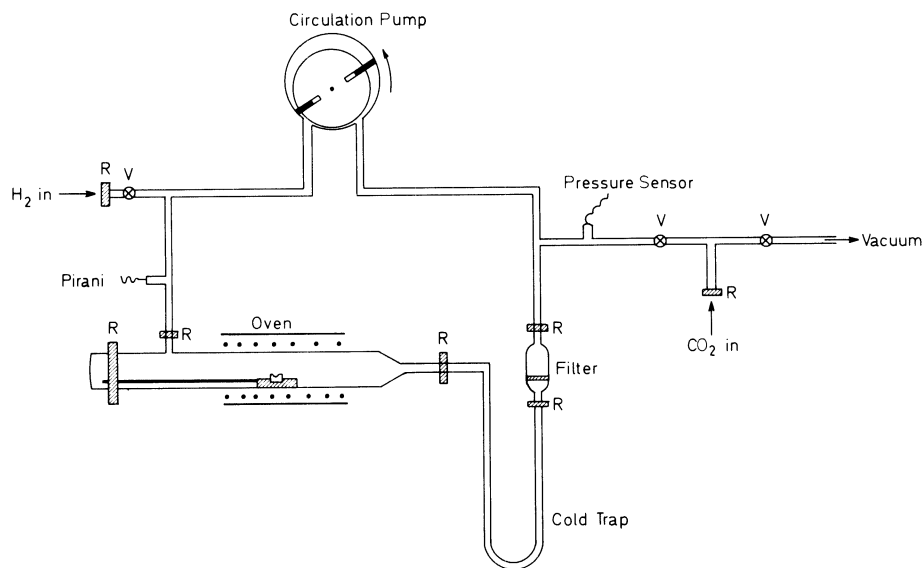 Circulation Pump
R
V
H₂ in
Pressure Sensor
V
V
Vacuum
Pirani
R
R
Oven
R
R
R
CO₂ in
Filter
R
Cold Trap